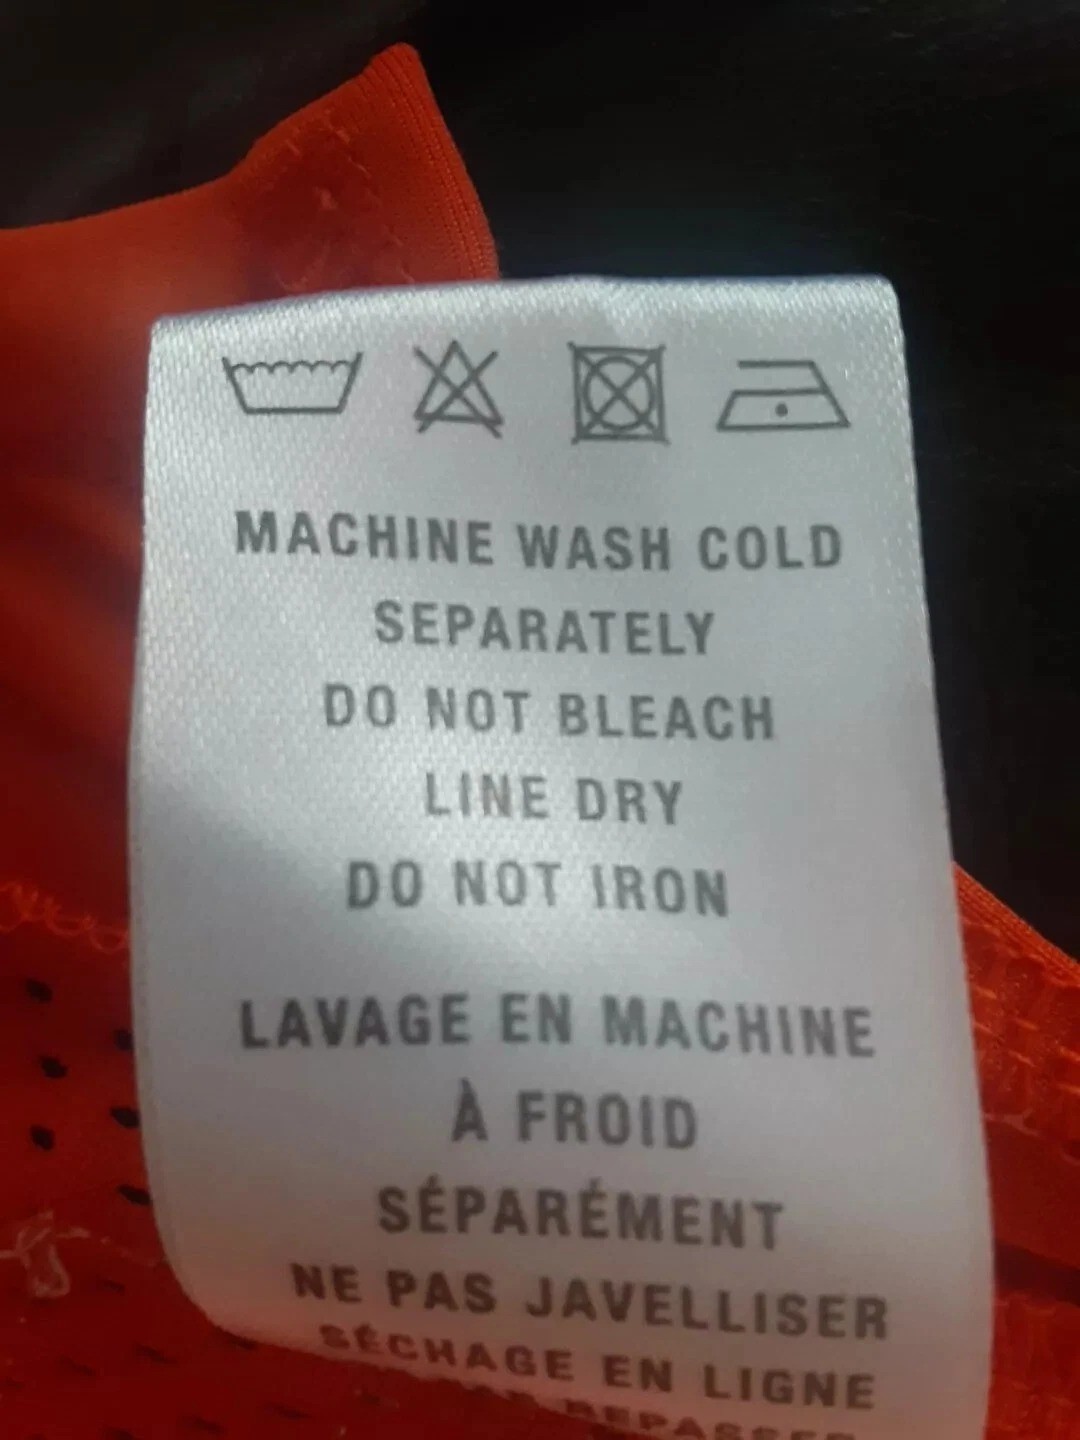 MACHINE WASH COLD
SEPARATELY
DO NOT BLEACH
LINE DRY
DO NOT IRON
LAVAGE EN MACHINE
À FROID
SÉPARÉMENT
NE PAS JAVELLISER
SÉCHAGE EN LIGNE
REPASSER